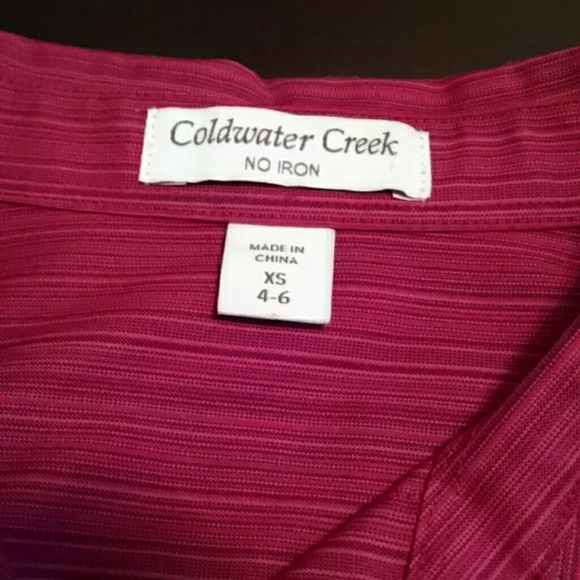 Coldwater Creek
NO IRON
MADE IN
CHINA
XS
4-6